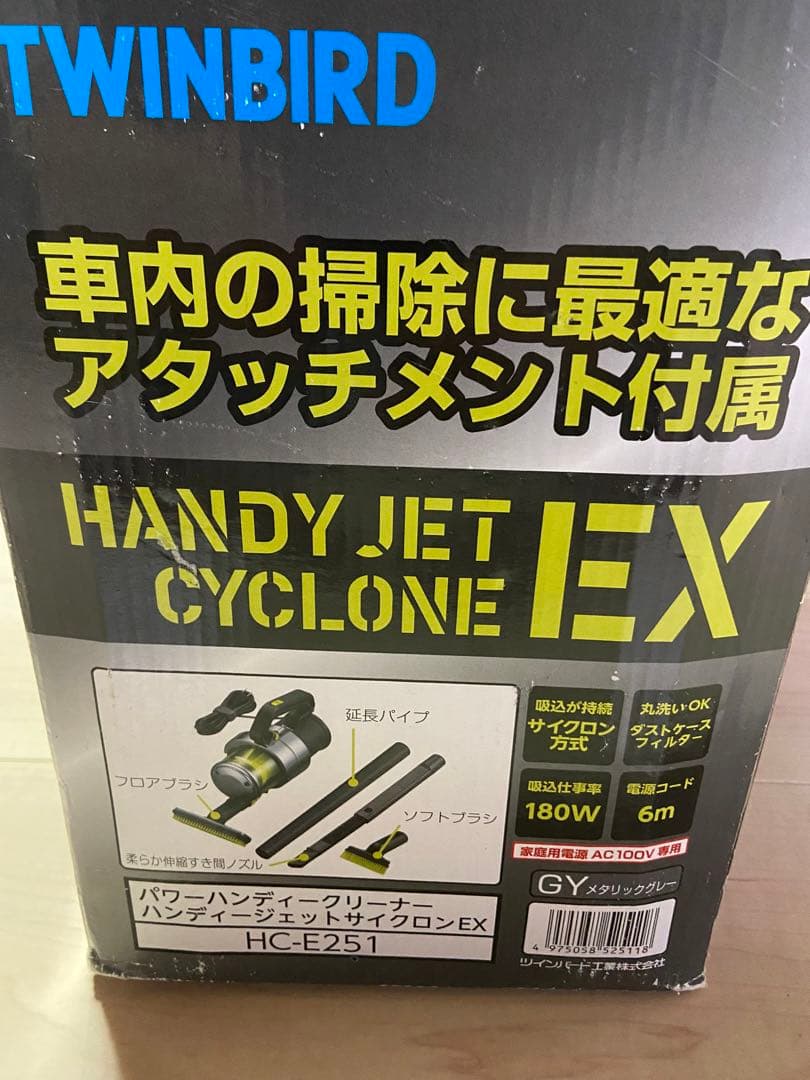 TWINBIRD
車内の掃除に最適な
アタッチメント付属
HANDY JET
CYCLONE EX
延長パイプ
フロアブラシ
ソフトブラシ
柔らか伸縮すき間ノズル
吸込が持続
サイクロン
方式
丸洗いOK
ダストケース
フィルター
吸込仕事率
180W
電源コード
6m
家庭用電源 AC100V 専用
GY メタリックグレー
パワーハンディークリーナー
ハンディージェットサイクロンEX
HC-E251
4 975058 525118
ツインバード工業株式会社